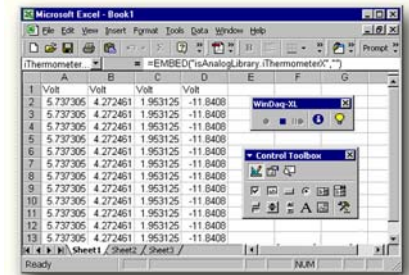 Microsoft Excel - Book1
File Edit View Insert Format Tools Data Window Help
Prompt
iThermometer... = =EMBED("isAnalogLibrary.iThermometerX","")
A B C D E F G
1 Volt Volt Volt Volt
2 5.737305 4.272461 1.953125 -11.8408
3 5.737305 4.272461 1.953125 -11.8408
4 5.737305 4.272461 1.953125 -11.8408
5 5.737305 4.272461 1.953125 -11.8408
6 5.737305 4.272461 1.953125 -11.8408
7 5.737305 4.272461 1.953125 -11.8408
8 5.737305 4.272461 1.953125 -11.8408
9 5.737305 4.272461 1.953125 -11.8408
10 5.737305 4.272461 1.953125 -11.8408
11 5.737305 4.272461 1.953125 -11.8408
12 5.737305 4.272461 1.953125 -11.8408
13 5.737305 4.272461 1.953125 -11.8408
WinDaq-XL
Control Toolbox
A
Sheet1 Sheet2 Sheet3
Ready NUM